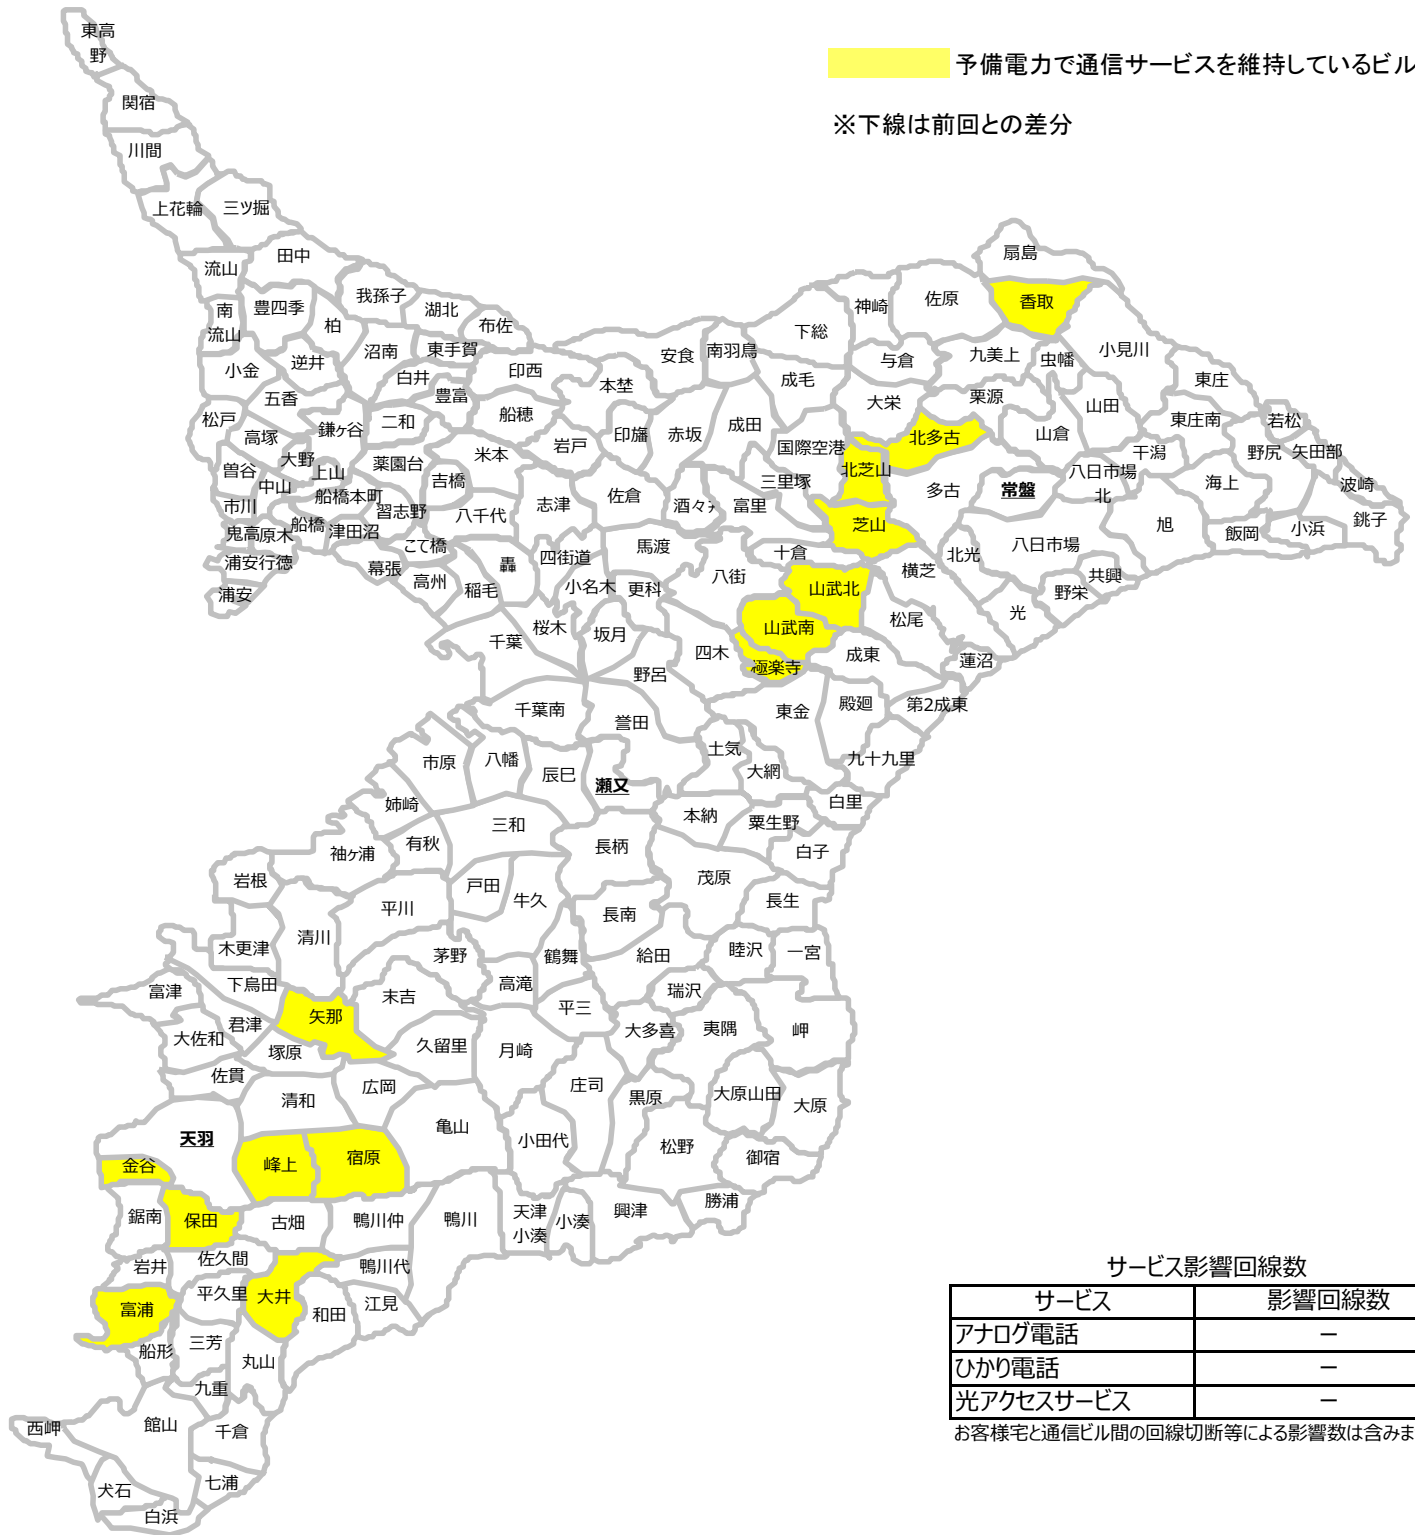 東高
野
予備電力で通信サービスを維持しているビル
関宿
※下線は前回との差分
川間
上花輪
三ツ掘
田中
扇島
流山
我孫子
香取
豊四季
湖北
神崎
佐原
南
流山
柏
布佐
下総
沼南
東手賀
安食
南羽鳥
九美上
虫幡
小見川
逆井
与倉
小金
白井
豊富
印西
本埜
成毛
東庄
五香
大栄
栗源
山田
松戸
二和
船穂
成田
東庄南
若松
高塚
鎌ヶ谷
印旛
赤坂
北多古
山倉
岩戸
国際空港
干潟
野尻
矢田部
大野
上山
薬園台
米本
曽谷
吉橋
北芝山
八日市場
北
中山
三里塚
多古
常盤
海上
波崎
船橋本町
志津
佐倉
市川
習志野
酒々
富里
八千代
芝山
旭
銚子
船橋
津田沼
飯岡
小浜
鬼高
原木
こて橋
馬渡
八日市場
十倉
北光
浦安行徳
幕張
四街道
轟
横芝
共興
高州
八街
浦安
稲毛
小名木
更科
山武北
野栄
光
松尾
桜木
坂月
山武南
千葉
四木
成東
蓮沼
極楽寺
野呂
殿廻
第2成東
千葉南
東金
誉田
土気
九十九里
市原
八幡
辰巳
大網
瀬又
姉崎
白里
本納
粟生野
三和
有秋
長柄
白子
袖ヶ浦
茂原
岩根
戸田
牛久
長生
平川
長南
清川
木更津
茅野
鶴舞
給田
睦沢
一宮
下烏田
高滝
富津
末吉
瑞沢
平三
矢那
君津
大多喜
夷隅
岬
大佐和
久留里
月崎
塚原
佐貫
広岡
庄司
清和
黒原
大原山田
大原
亀山
天羽
小田代
松野
宿原
御宿
金谷
峰上
鋸南
保田
古畑
鴨川仲
鴨川
天津
小湊
小湊
興津
勝浦
岩井
佐久間
鴨川代
サービス影響回線数
平久里
大井
サービス
影響回線数
富浦
和田
江見
アナログ電話
－
三芳
船形
ひかり電話
－
丸山
九重
光アクセスサービス
－
西岬
館山
千倉
お客様宅と通信ビル間の回線切断等による影響数は含みま
犬石
七浦
白浜